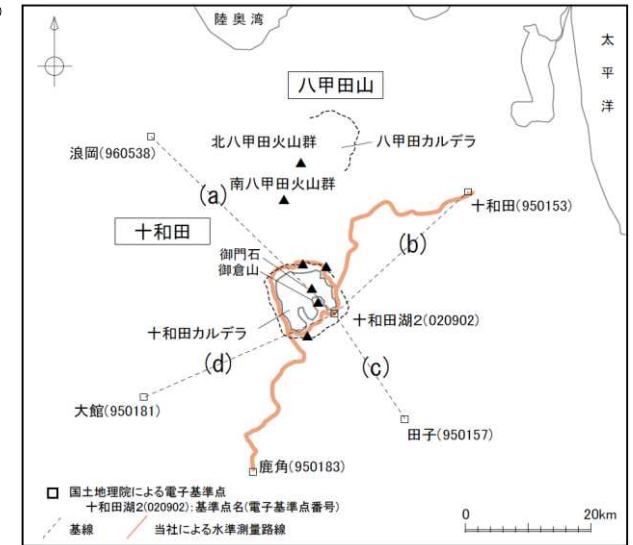 陸奥湾
太平洋
八甲田山
北八甲田火山群
八甲田カルデラ
浪岡(960538)
南八甲田火山群
(a)
十和田(950153)
十和田
(b)
御門石
御倉山
十和田湖2(020902)
十和田カルデラ
(d)
(c)
大館(950181)
田子(950157)
鹿角(950183)
国土地理院による電子基準点
十和田湖2(020902):基準点名(電子基準点番号)
基線
当社による水準測量路線
0
20km